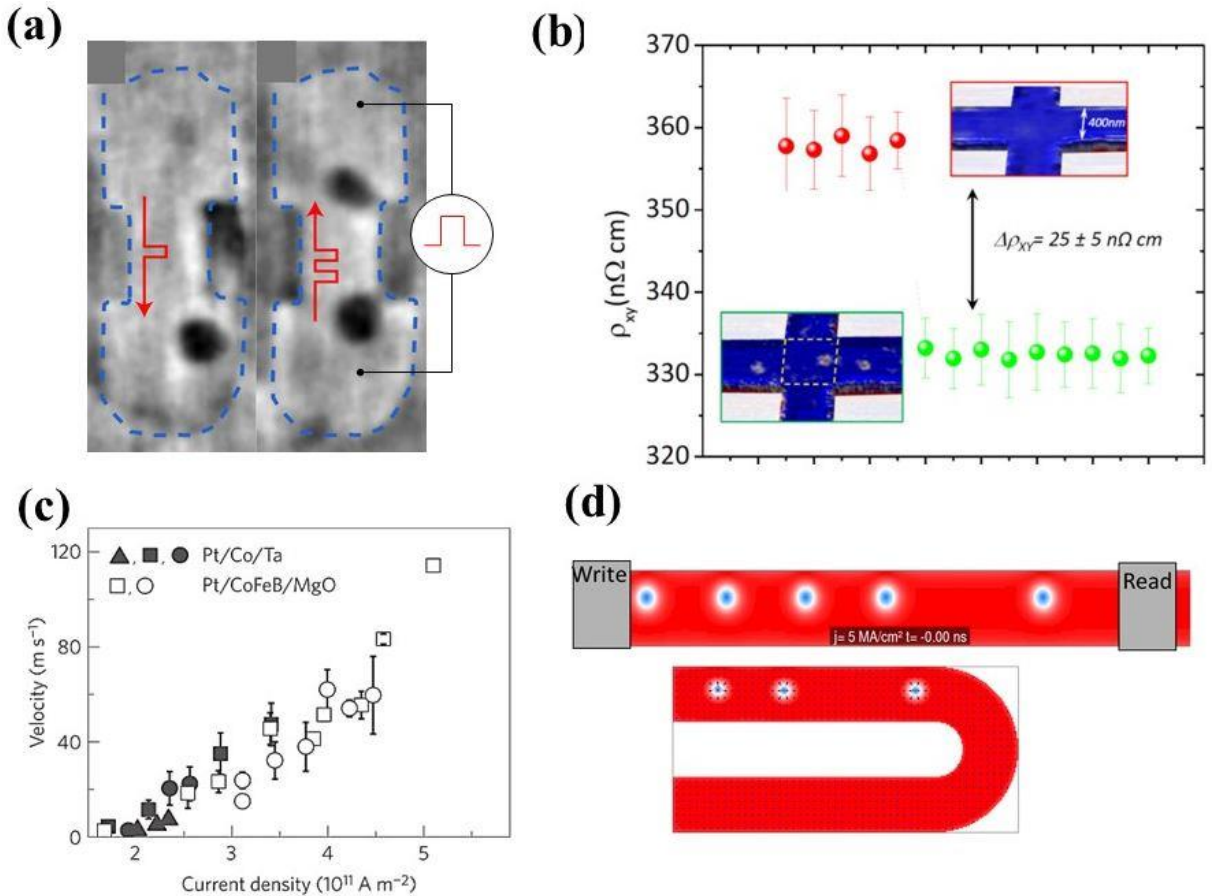 (a)
(b)
370
360
350
340
330
320
ρxy(nΩ cm)
400nm
ΔρXY= 25 ± 5 nΩ cm
(c)
120
80
40
0
Velocity (m s⁻¹)
▲, ■, ● Pt/Co/Ta
□, ○ Pt/CoFeB/MgO
2 3 4 5
Current density (10¹¹ A m⁻²)
(d)
Write
Read
j= 5 MA/cm² t= -0.00 ns